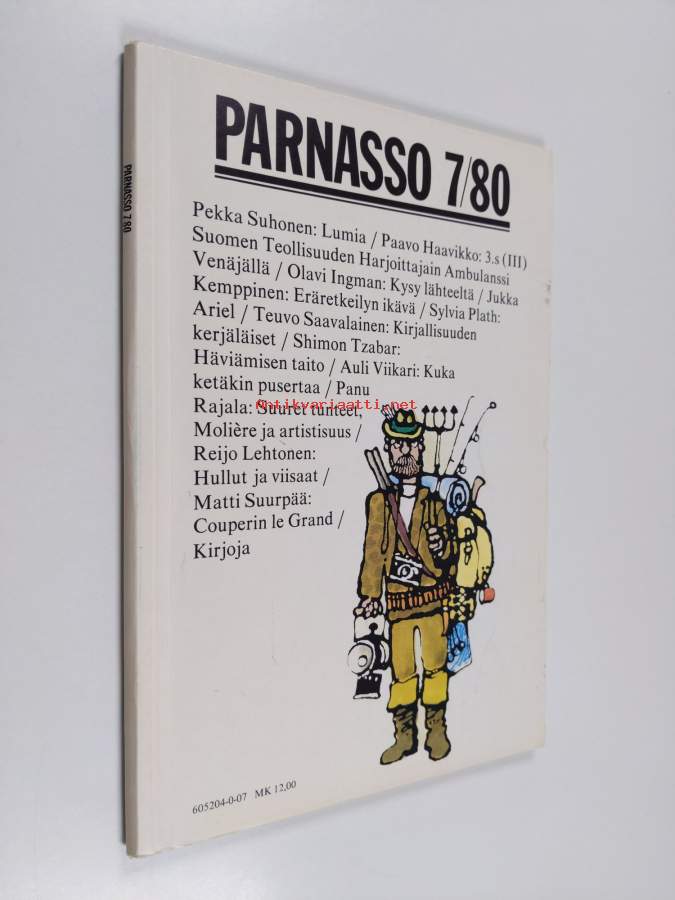 PARNASSO 7/80
PARNASSO 7/80
Pekka Suhonen: Lumia / Paavo Haavikko: 3.s (III)
Suomen Teollisuuden Harjoittajain Ambulanssi
Venäjällä / Olavi Ingman: Kysy lähteeltä / Jukka
Kemppinen: Eräretkeilyn ikävä / Sylvia Plath:
Ariel / Teuvo Saavalainen: Kirjallisuuden
kerjäläiset / Shimon Tzabar:
Häviämisen taito / Auli Viikari: Kuka
ketäkin pusertaa / Panu
Rajala: Suuret tunteet,
antikvariaatti.net
Molière ja artistisuus /
Reijo Lehtonen:
Hullut ja viisaat /
Matti Suurpää:
Couperin le Grand /
Kirjoja
605204-0-07 MK 12,00